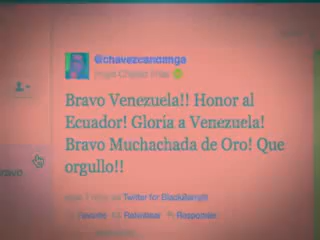 @chavezcandanga
Bravo Venezuela!! Honor al
Ecuador! Gloria a Venezuela!
Bravo Muchachada de Oro! Que
orgullo!!
Twitter for BlackBerry®
Favorite Retwittear Responder